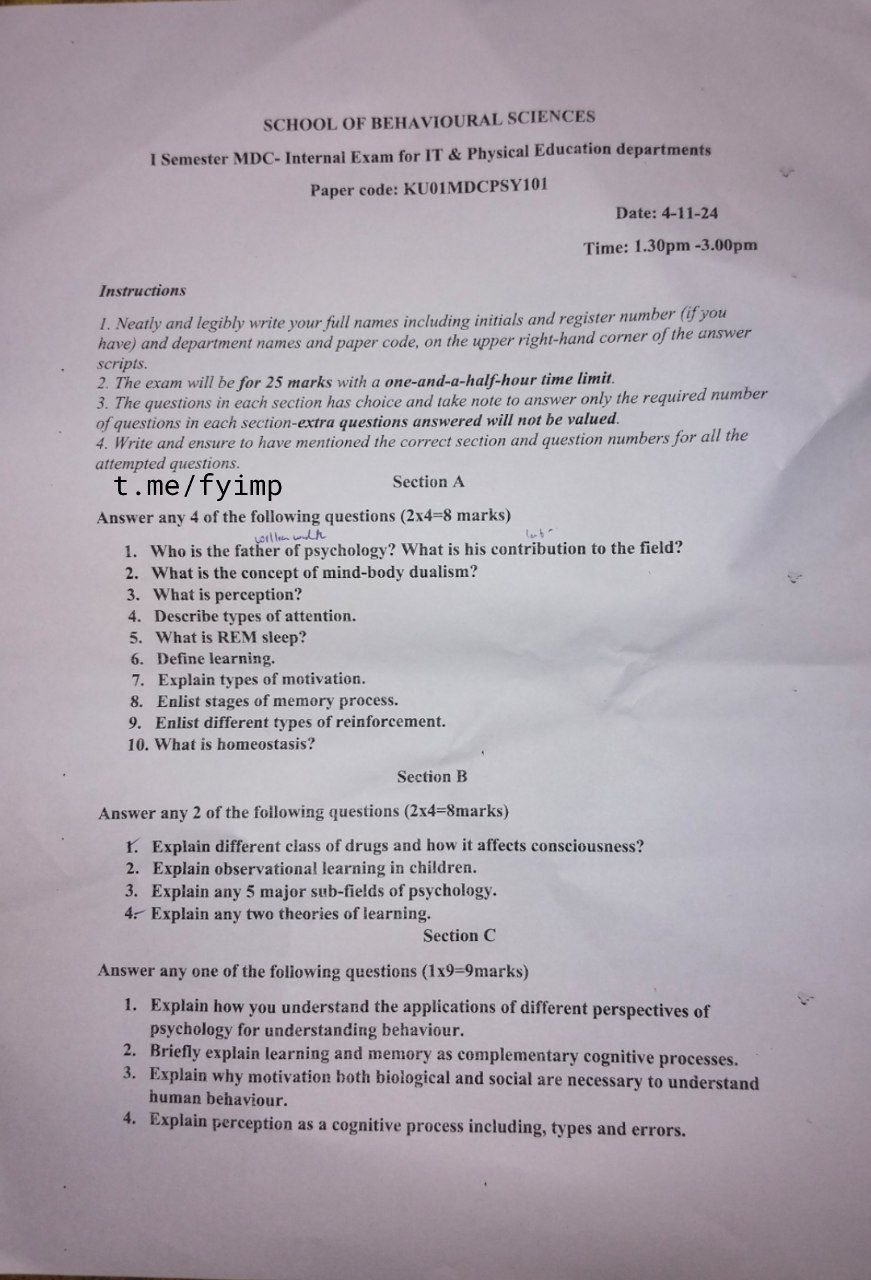 SCHOOL OF BEHAVIOURAL SCIENCES
I Semester MDC- Internal Exam for IT & Physical Education departments
Paper code: KU01MDCPSY101
Date: 4-11-24
Time: 1.30pm -3.00pm
Instructions
1. Neatly and legibly write your full names including initials and register number (if you
have) and department names and paper code, on the upper right-hand corner of the answer
scripts.
2. The exam will be for 25 marks with a one-and-a-half-hour time limit.
3. The questions in each section has choice and take note to answer only the required number
of questions in each section-extra questions answered will not be valued.
4. Write and ensure to have mentioned the correct section and question numbers for all the
attempted questions.
t.me/fyimp
Section A
Answer any 4 of the following questions (2x4=8 marks)
1. Who is the father of psychology? What is his contribution to the field?
2. What is the concept of mind-body dualism?
3. What is perception?
4. Describe types of attention.
5. What is REM sleep?
6. Define learning.
7. Explain types of motivation.
8. Enlist stages of memory process.
9. Enlist different types of reinforcement.
10. What is homeostasis?
Section B
Answer any 2 of the following questions (2x4=8marks)
1. Explain different class of drugs and how it affects consciousness?
2. Explain observational learning in children.
3. Explain any 5 major sub-fields of psychology.
4. Explain any two theories of learning.
Section C
Answer any one of the following questions (1x9=9marks)
1. Explain how you understand the applications of different perspectives of
psychology for understanding behaviour.
2. Briefly explain learning and memory as complementary cognitive processes.
3. Explain why motivation both biological and social are necessary to understand
human behaviour.
4. Explain perception as a cognitive process including, types and errors.